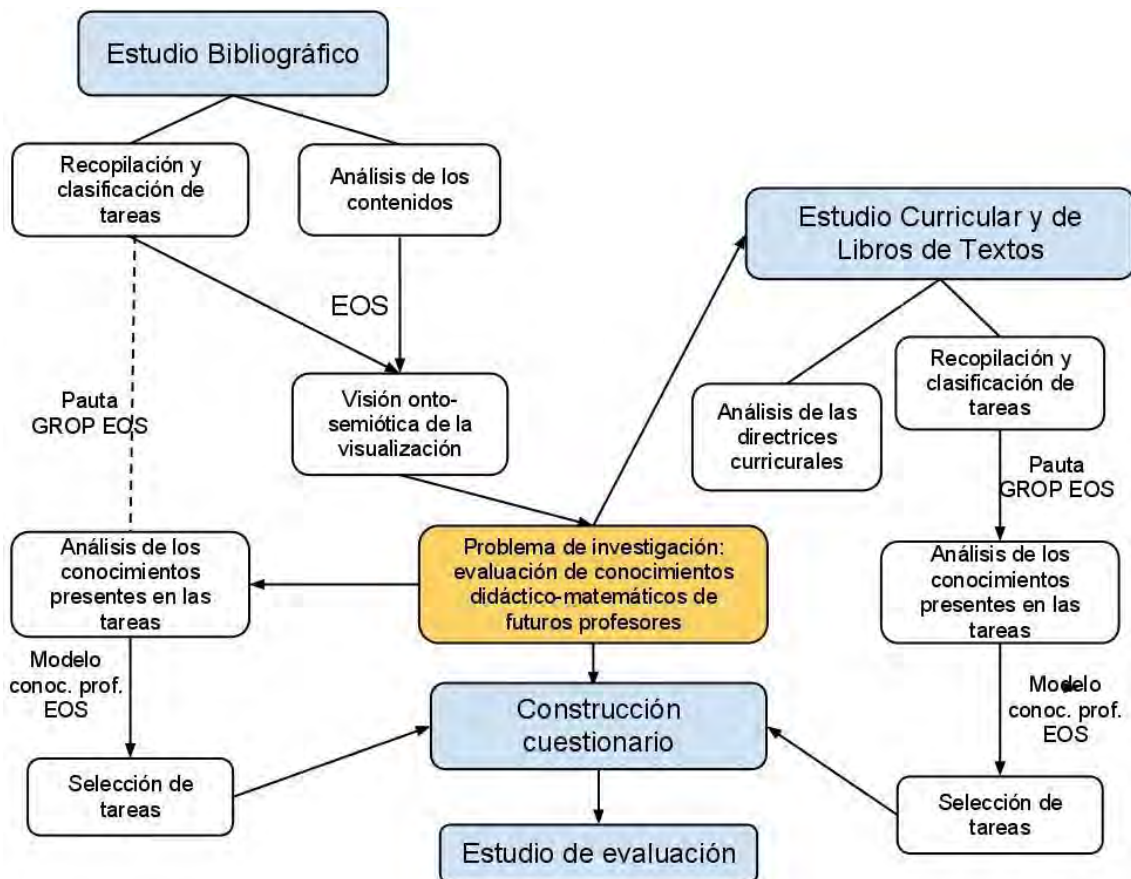 Estudio Bibliográfico
Recopilación y
clasificación de
tareas
Análisis de los
contenidos
EOS
Visión onto-
semiótica de la
visualización
Pauta
GROP EOS
Análisis de los
conocimientos
presentes en las
tareas
Modelo
conoc. prof.
EOS
Selección de
tareas
Problema de investigación:
evaluación de conocimientos
didáctico-matemáticos de
futuros profesores
Construcción
cuestionario
Estudio de evaluación
Estudio Curricular y de
Libros de Textos
Análisis de las
directrices
curricurales
Recopilación y
clasificación de
tareas
Pauta
GROP EOS
Análisis de los
conocimientos
presentes en las
tareas
Modelo
conoc. prof.
EOS
Selección de
tareas